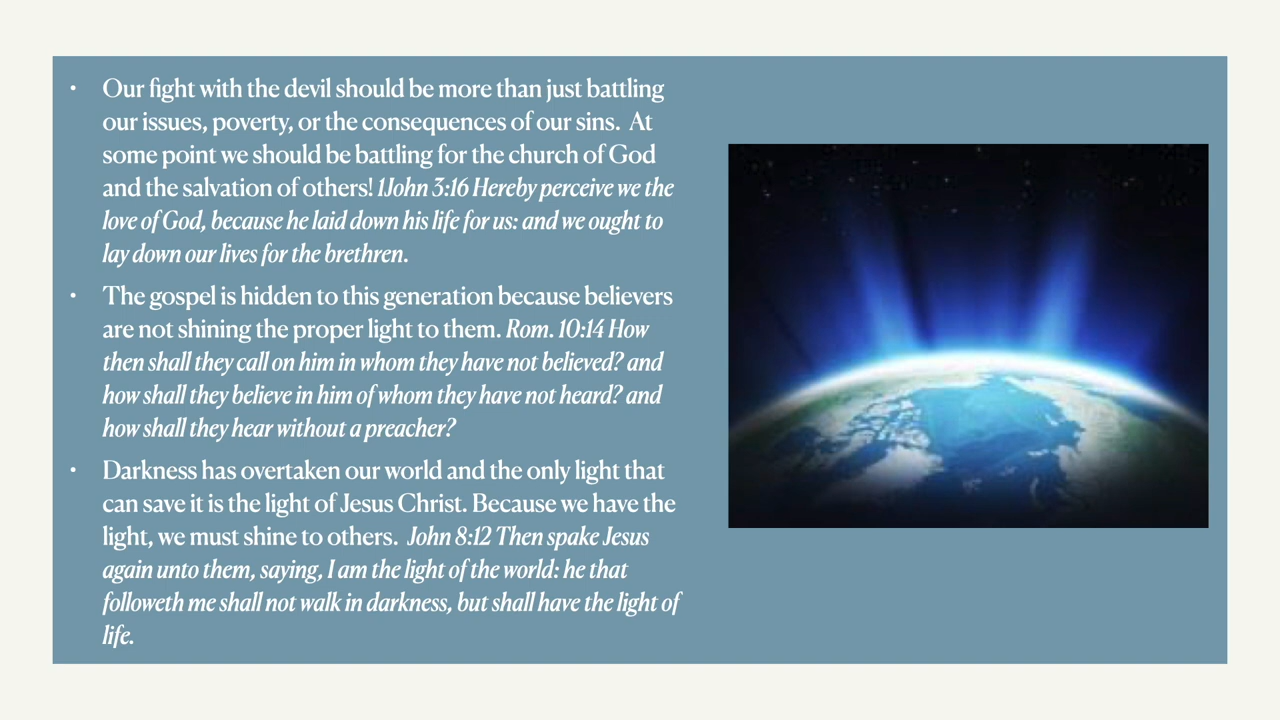 • Our fight with the devil should be more than just battling
our issues, poverty, or the consequences of our sins.  At
some point we should be battling for the church of God
and the salvation of others! 1John 3:16 Hereby perceive we the
love of God, because he laid down his life for us: and we ought to
lay down our lives for the brethren.
• The gospel is hidden to this generation because believers
are not shining the proper light to them. Rom. 10:14 How
then shall they call on him in whom they have not believed? and
how shall they believe in him of whom they have not heard? and
how shall they hear without a preacher?
• Darkness has overtaken our world and the only light that
can save it is the light of Jesus Christ. Because we have the
light, we must shine to others.  John 8:12 Then spake Jesus
again unto them, saying, I am the light of the world: he that
followeth me shall not walk in darkness, but shall have the light of
life.